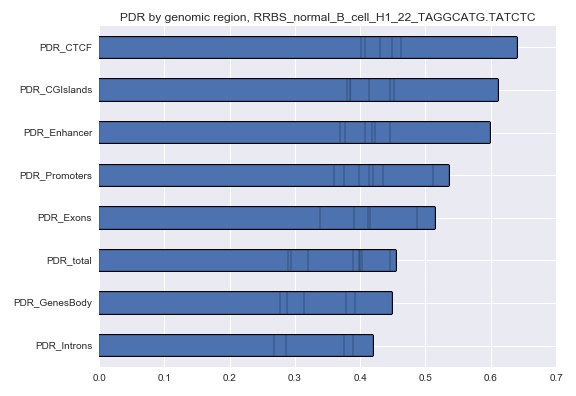 PDR by genomic region, RRBS_normal_B_cell_H1_22_TAGGCATG.TATCTC
PDR_CTCF
PDR_CGIslands
PDR_Enhancer
PDR_Promoters
PDR_Exons
PDR_total
PDR_GenesBody
PDR_Introns
0.0 0.1 0.2 0.3 0.4 0.5 0.6 0.7